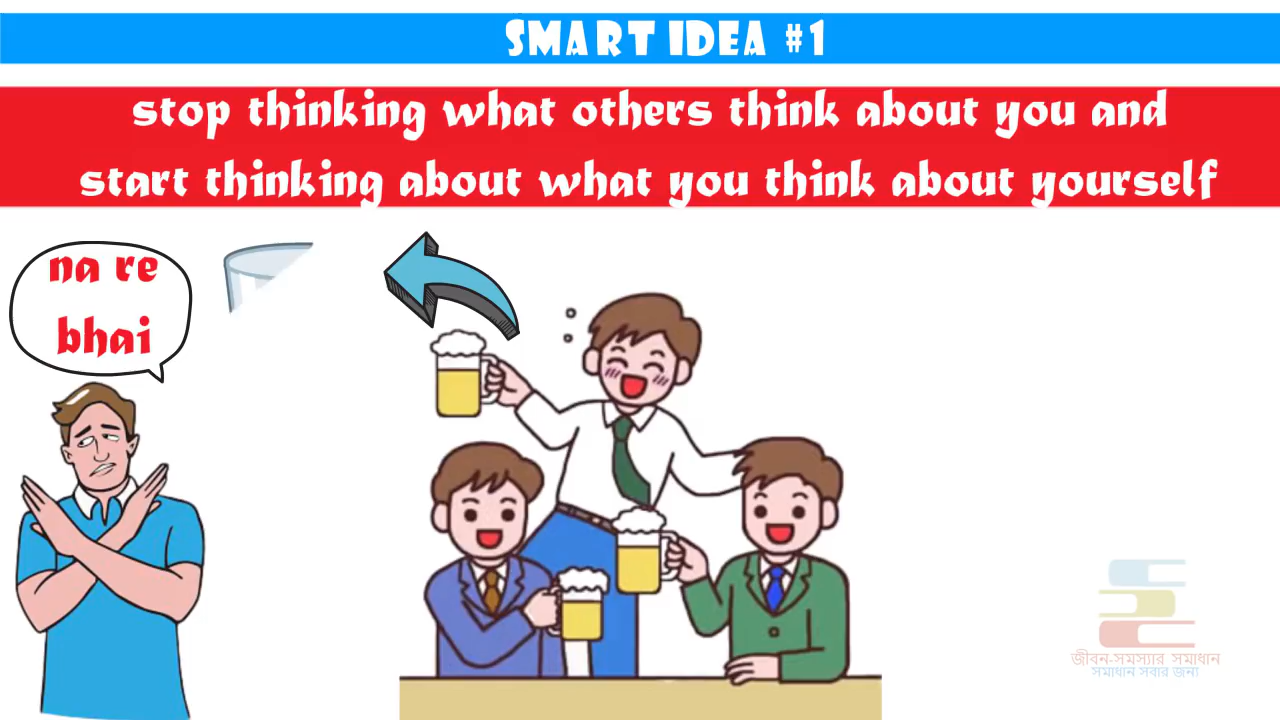 SMART IDEA #1
stop thinking what others think about you and
start thinking about what you think about yourself
na re
bhai
জীবন-সমস্যার সমাধান
সমাধান সবার জন্য